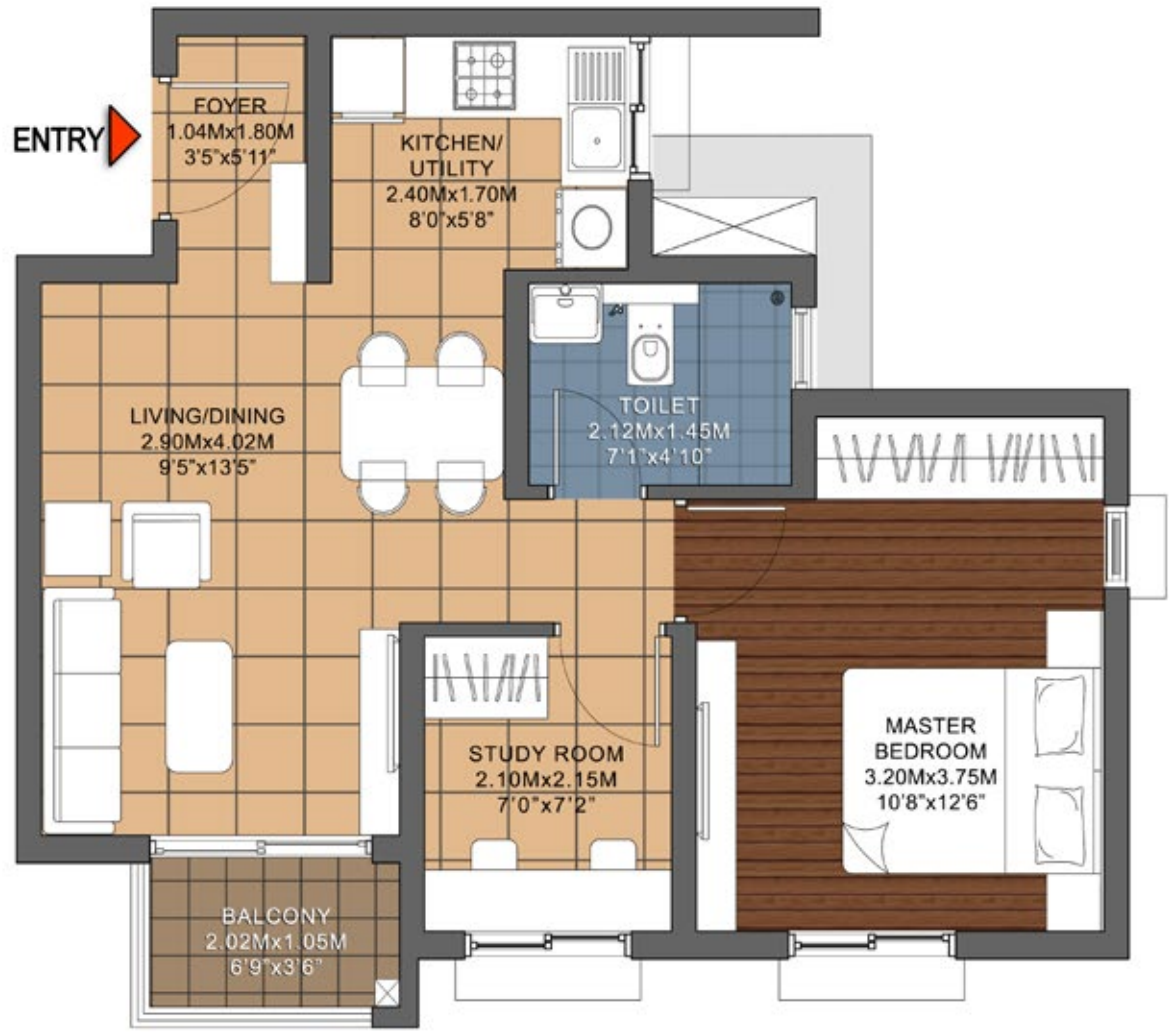 ENTRY
FOYER
1.04Mx1.80M
3'5"x5'11"
KITCHEN/
UTILITY
2.40Mx1.70M
8'0"x5'8"
LIVING/DINING
2.90Mx4.02M
9'5"x13'5"
TOILET
2.12Mx1.45M
7'1"x4'10"
STUDY ROOM
2.10Mx2.15M
7'0"x7'2"
MASTER
BEDROOM
3.20Mx3.75M
10'8"x12'6"
BALCONY
2.02Mx1.05M
6'9"x3'6"